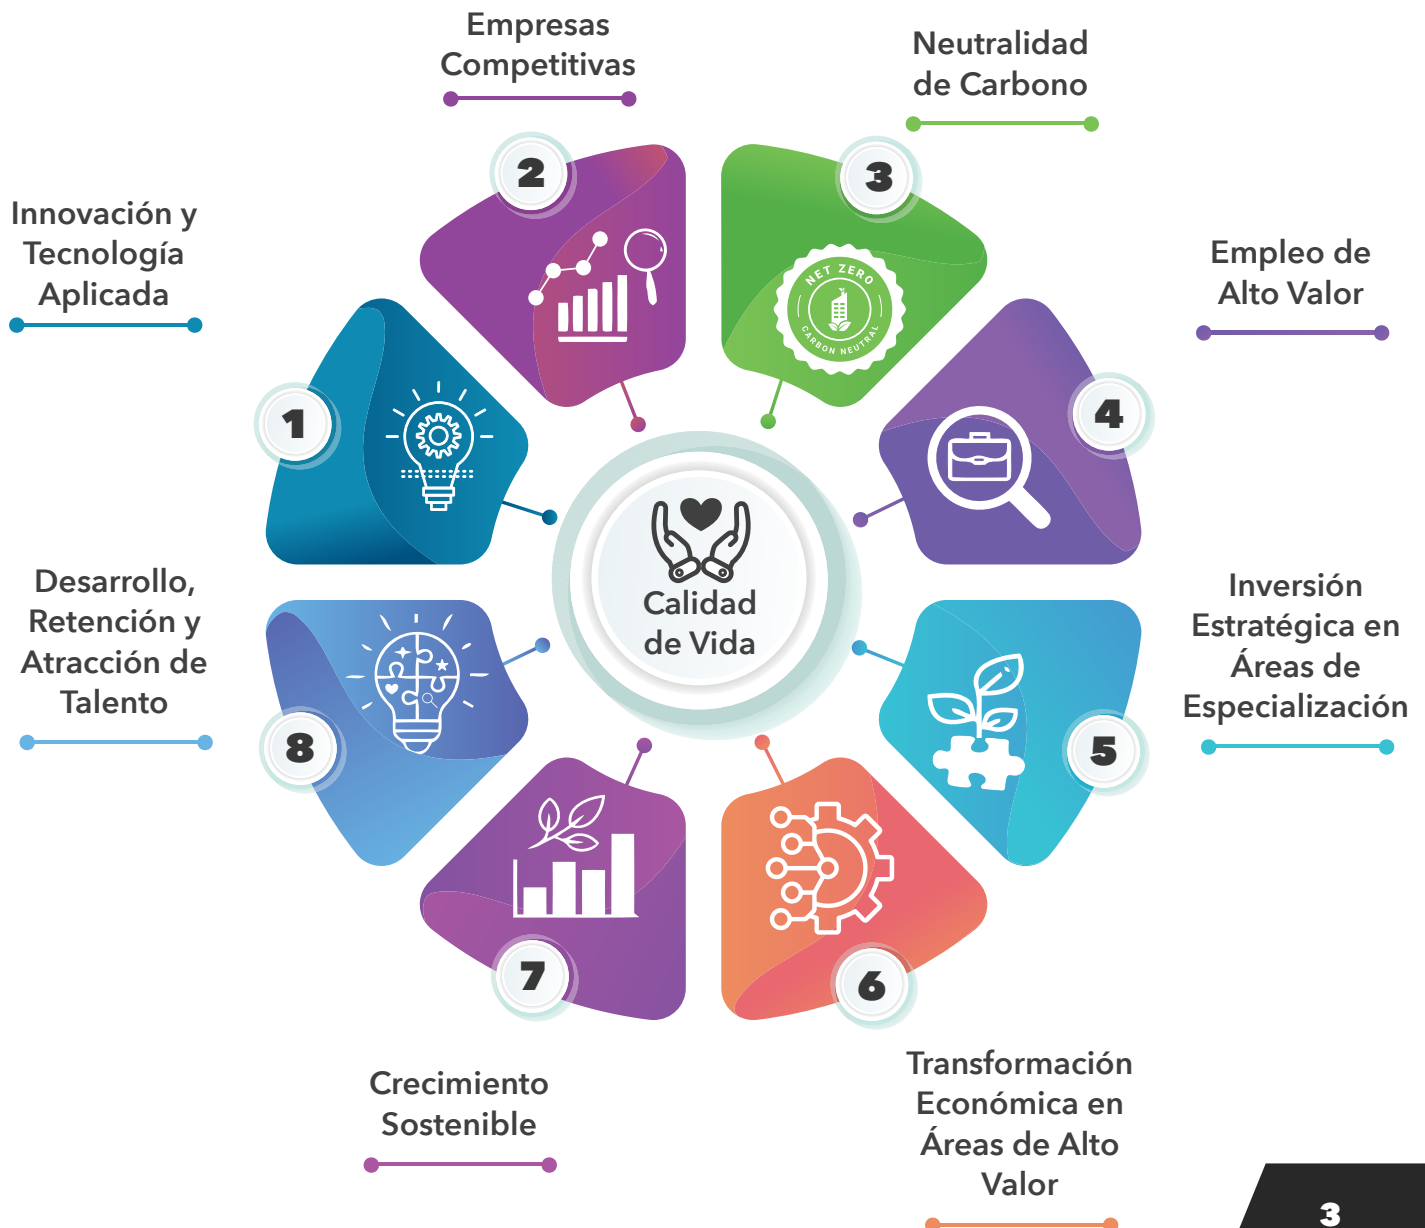 Empresas
Competitivas
Neutralidad
de Carbono
Innovación y
Tecnología
Aplicada
Empleo de
Alto Valor
2
3
NET ZERO
CARBON NEUTRAL
1
4
Calidad
de Vida
Desarrollo,
Retención y
Atracción de
Talento
Inversión
Estratégica en
Áreas de
Especialización
8
5
7
6
Crecimiento
Sostenible
Transformación
Económica en
Áreas de Alto
Valor
3